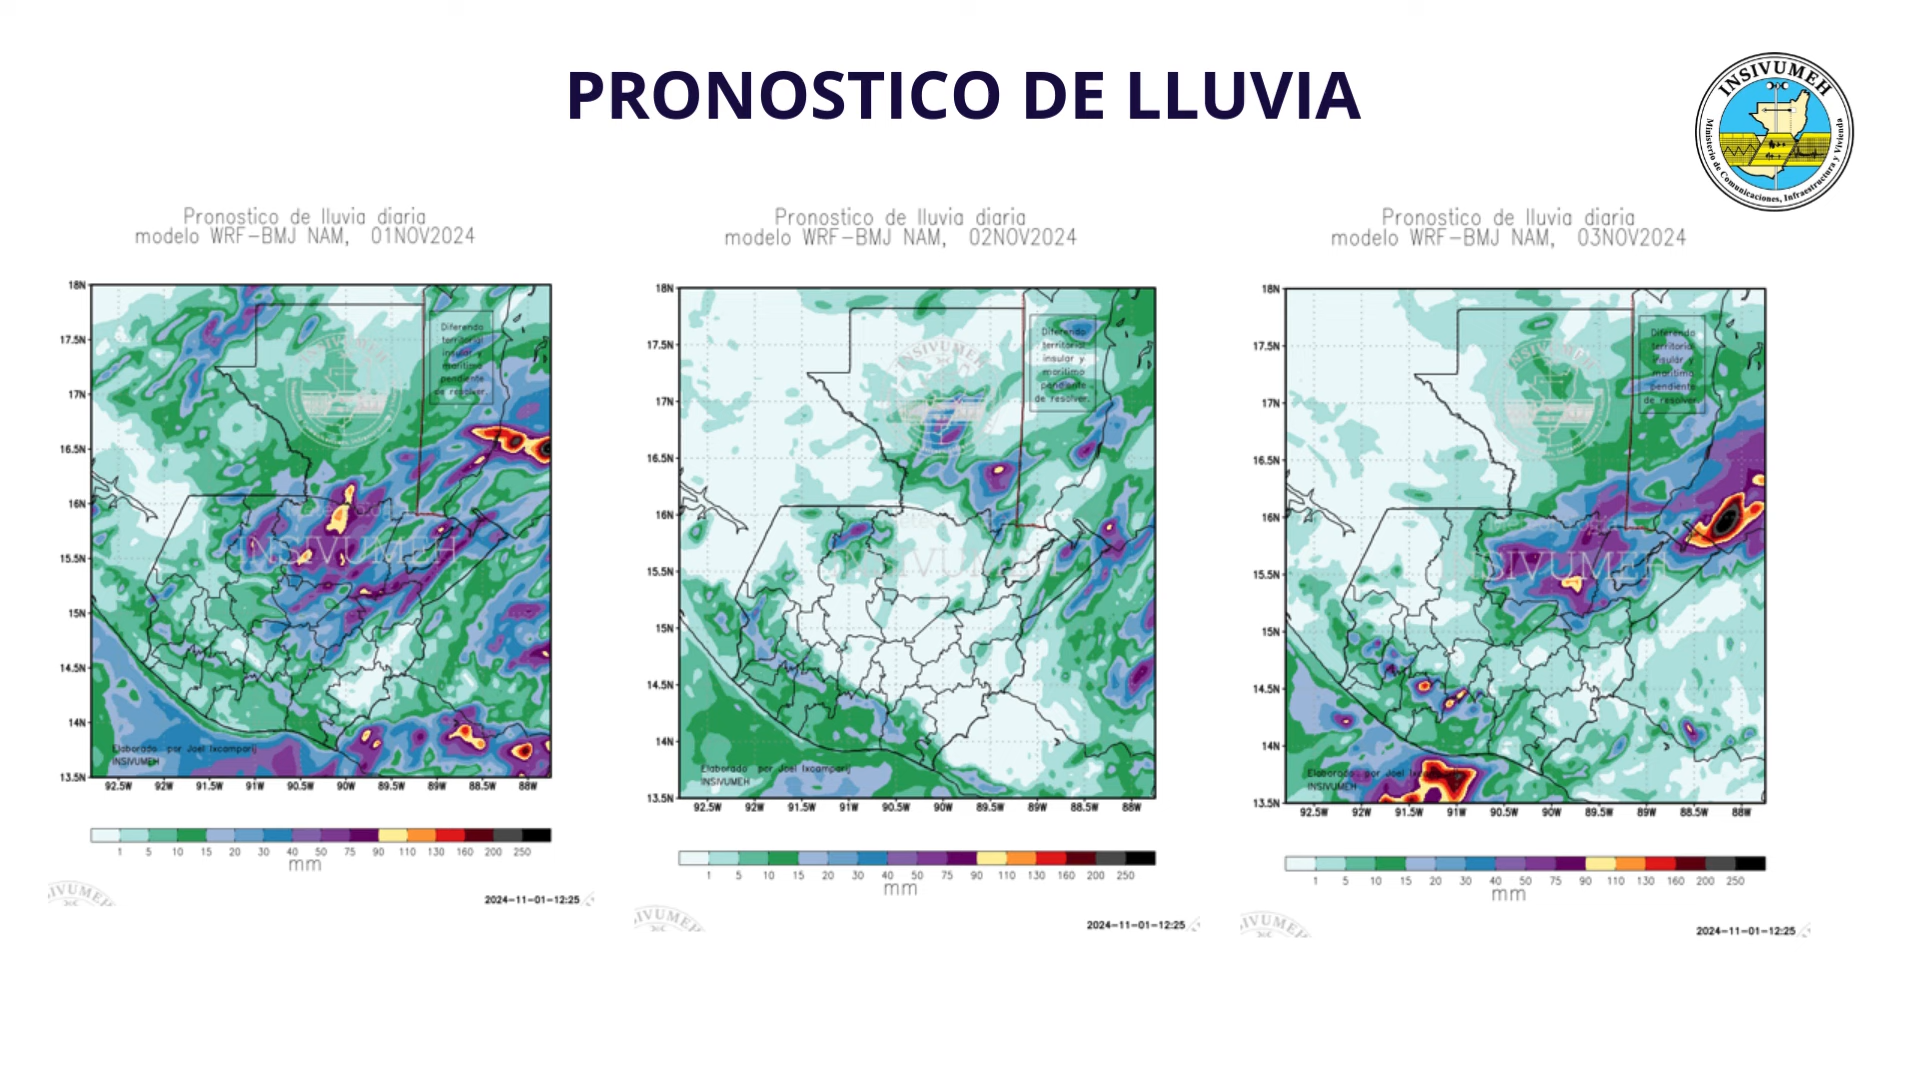 PRONOSTICO DE LLUVIA
INSIVUMEH
Ministerio de Comunicaciones, Infraestructura y Vivienda
Pronostico de lluvia diaria
modelo WRF-BMJ NAM, 01NOV2024
18N
17.5N
17N
16.5N
16N
15.5N
15N
14.5N
14N
13.5N
92.5W 92W 91.5W 91W 90.5W 90W 89.5W 89W 88.5W 88W
Diferendo
territorial
insular y
maritimo
pendiente
de resolver.
INSIVUMEH
Elaborado por Joel Ixcamparij
INSIVUMEH
1 5 10 15 20 30 40 50 75 90 110 130 160 200 250
mm
2024-11-01-12:25
Pronostico de lluvia diaria
modelo WRF-BMJ NAM, 02NOV2024
18N
17.5N
17N
16.5N
16N
15.5N
15N
14.5N
14N
13.5N
92.5W 92W 91.5W 91W 90.5W 90W 89.5W 89W 88.5W 88W
Diferendo
territorial
insular y
maritimo
pendiente
de resolver.
INSIVUMEH
Elaborado por Joel Ixcamparij
INSIVUMEH
1 5 10 15 20 30 40 50 75 90 110 130 160 200 250
mm
2024-11-01-12:25
Pronostico de lluvia diaria
modelo WRF-BMJ NAM, 03NOV2024
18N
17.5N
17N
16.5N
16N
15.5N
15N
14.5N
14N
13.5N
92.5W 92W 91.5W 91W 90.5W 90W 89.5W 89W 88.5W 88W
Diferendo
territorial
insular y
maritimo
pendiente
de resolver.
INSIVUMEH
Elaborado por Joel Ixcamparij
INSIVUMEH
1 5 10 15 20 30 40 50 75 90 110 130 160 200 250
mm
2024-11-01-12:25